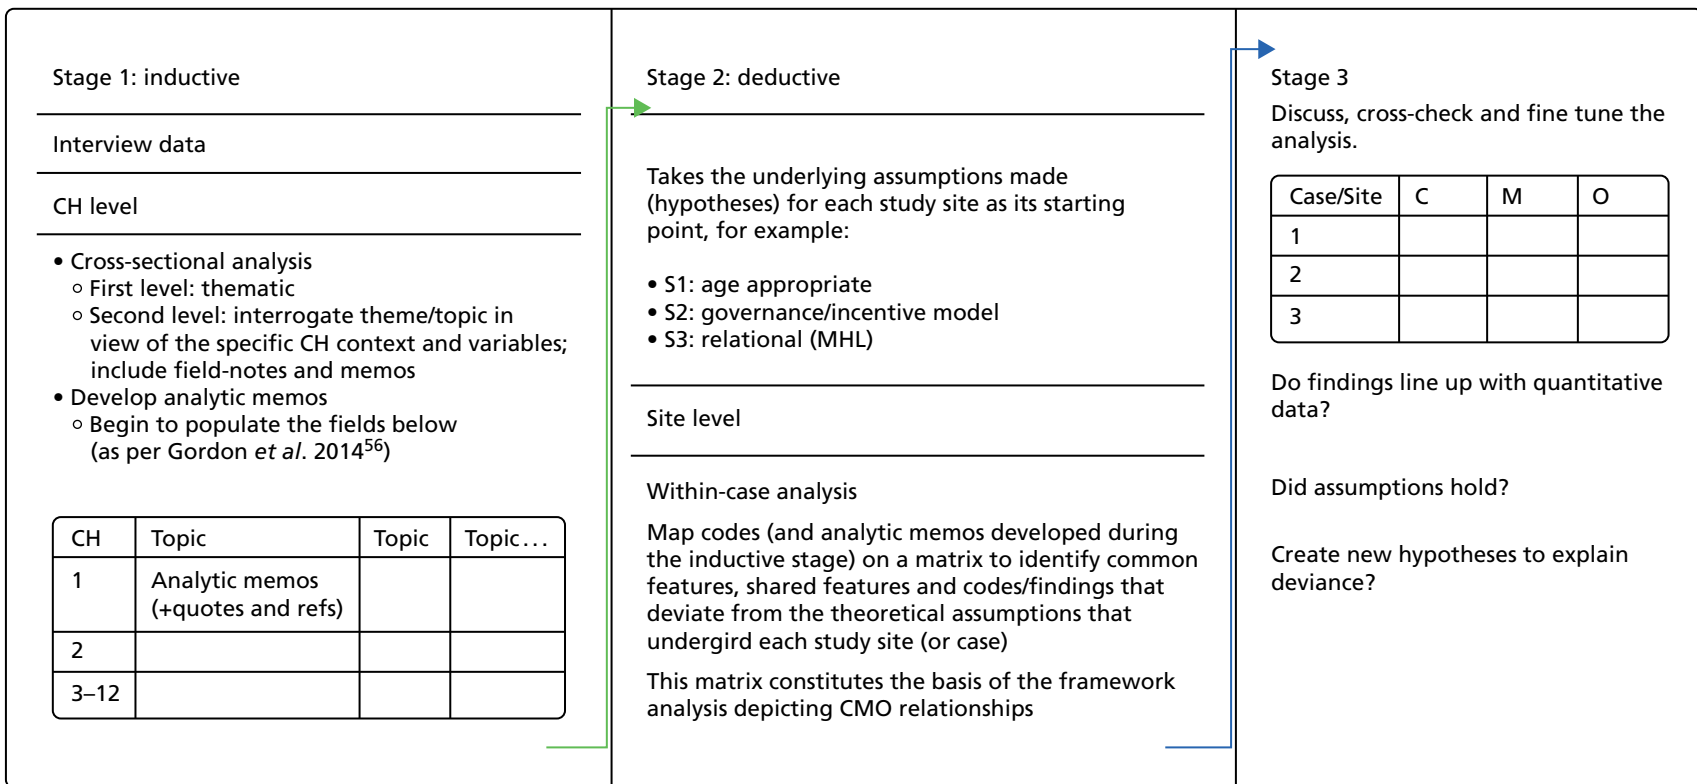 Stage 1: inductive
Interview data
CH level
• Cross-sectional analysis
○ First level: thematic
○ Second level: interrogate theme/topic in
view of the specific CH context and variables;
include field-notes and memos
• Develop analytic memos
○ Begin to populate the fields below
(as per Gordon et al. 2014⁵⁶)
CH Topic Topic Topic...
1 Analytic memos
(+quotes and refs)
2
3–12
Stage 2: deductive
Takes the underlying assumptions made
(hypotheses) for each study site as its starting
point, for example:
• S1: age appropriate
• S2: governance/incentive model
• S3: relational (MHL)
Site level
Within-case analysis
Map codes (and analytic memos developed during
the inductive stage) on a matrix to identify common
features, shared features and codes/findings that
deviate from the theoretical assumptions that
undergird each study site (or case)
This matrix constitutes the basis of the framework
analysis depicting CMO relationships
Stage 3
Discuss, cross-check and fine tune the
analysis.
Case/Site C M O
1
2
3
Do findings line up with quantitative
data?
Did assumptions hold?
Create new hypotheses to explain
deviance?